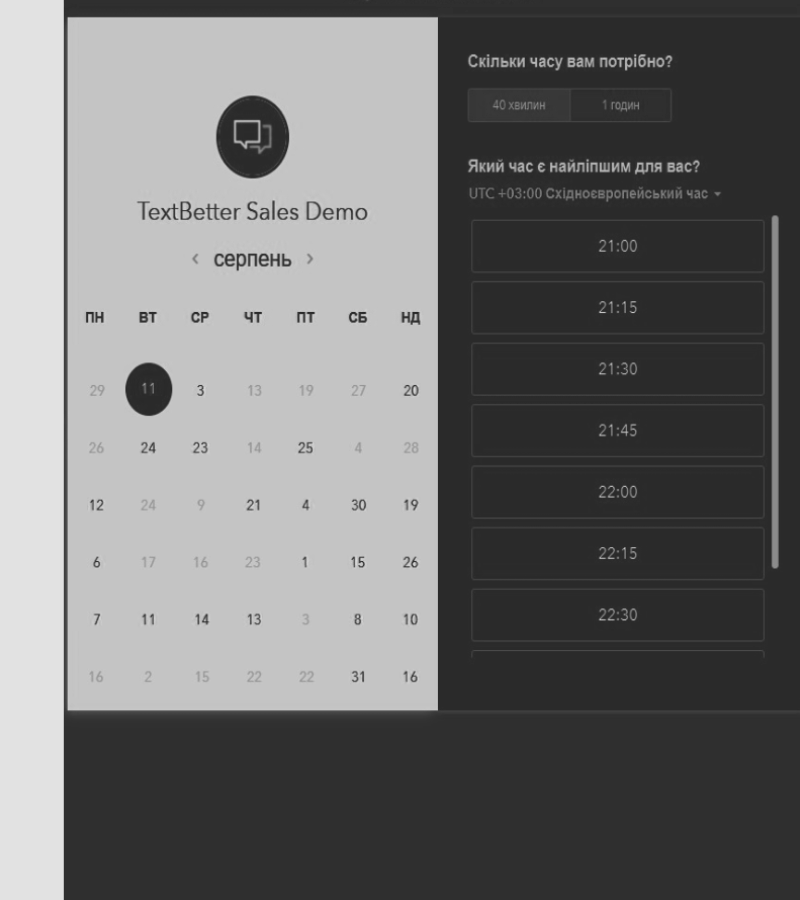 TextBetter Sales Demo
‹ серпень ›
ПН ВТ СР ЧТ ПТ СБ НД
29 11 3 13 19 27 20
26 24 23 14 25 4 28
12 24 9 21 4 30 19
6 17 16 23 1 15 26
7 11 14 13 3 8 10
16 2 15 22 22 31 16
Скільки часу вам потрібно?
40 хвилин 1 годин
Який час є найліпшим для вас?
UTC +03:00 Східноєвропейський час
21:00
21:15
21:30
21:45
22:00
22:15
22:30